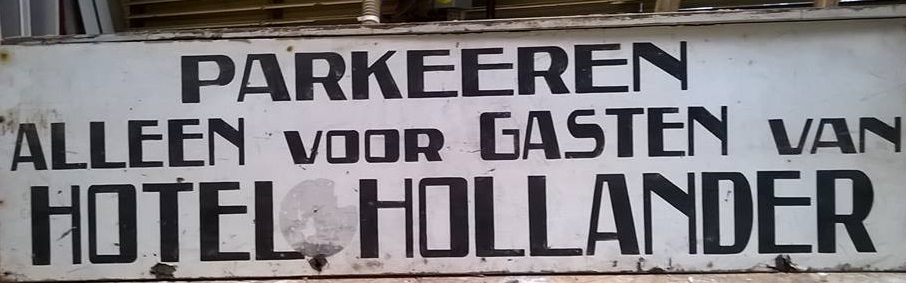 PARKEEREN
ALLEEN VOOR GASTEN VAN
HOTEL HOLLANDER